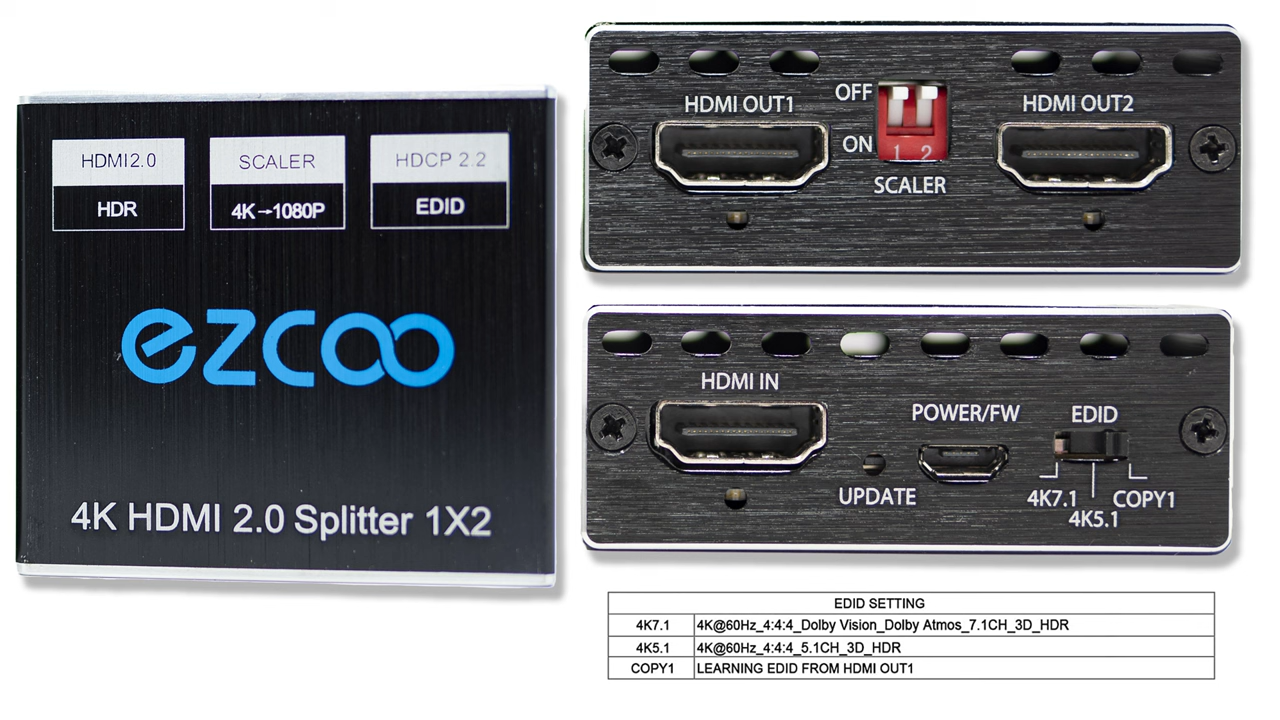 HDMI2.0
HDR
SCALER
4K→1080P
HDCP 2.2
EDID
ezcoo
4K HDMI 2.0 Splitter 1X2
HDMI OUT1
OFF
ON
1 2
SCALER
HDMI OUT2
HDMI IN
UPDATE
POWER/FW
EDID
4K7.1
4K5.1
COPY1
EDID SETTING
4K7.1 4K@60Hz_4:4:4_Dolby Vision_Dolby Atmos_7.1CH_3D_HDR
4K5.1 4K@60Hz_4:4:4_5.1CH_3D_HDR
COPY1 LEARNING EDID FROM HDMI OUT1